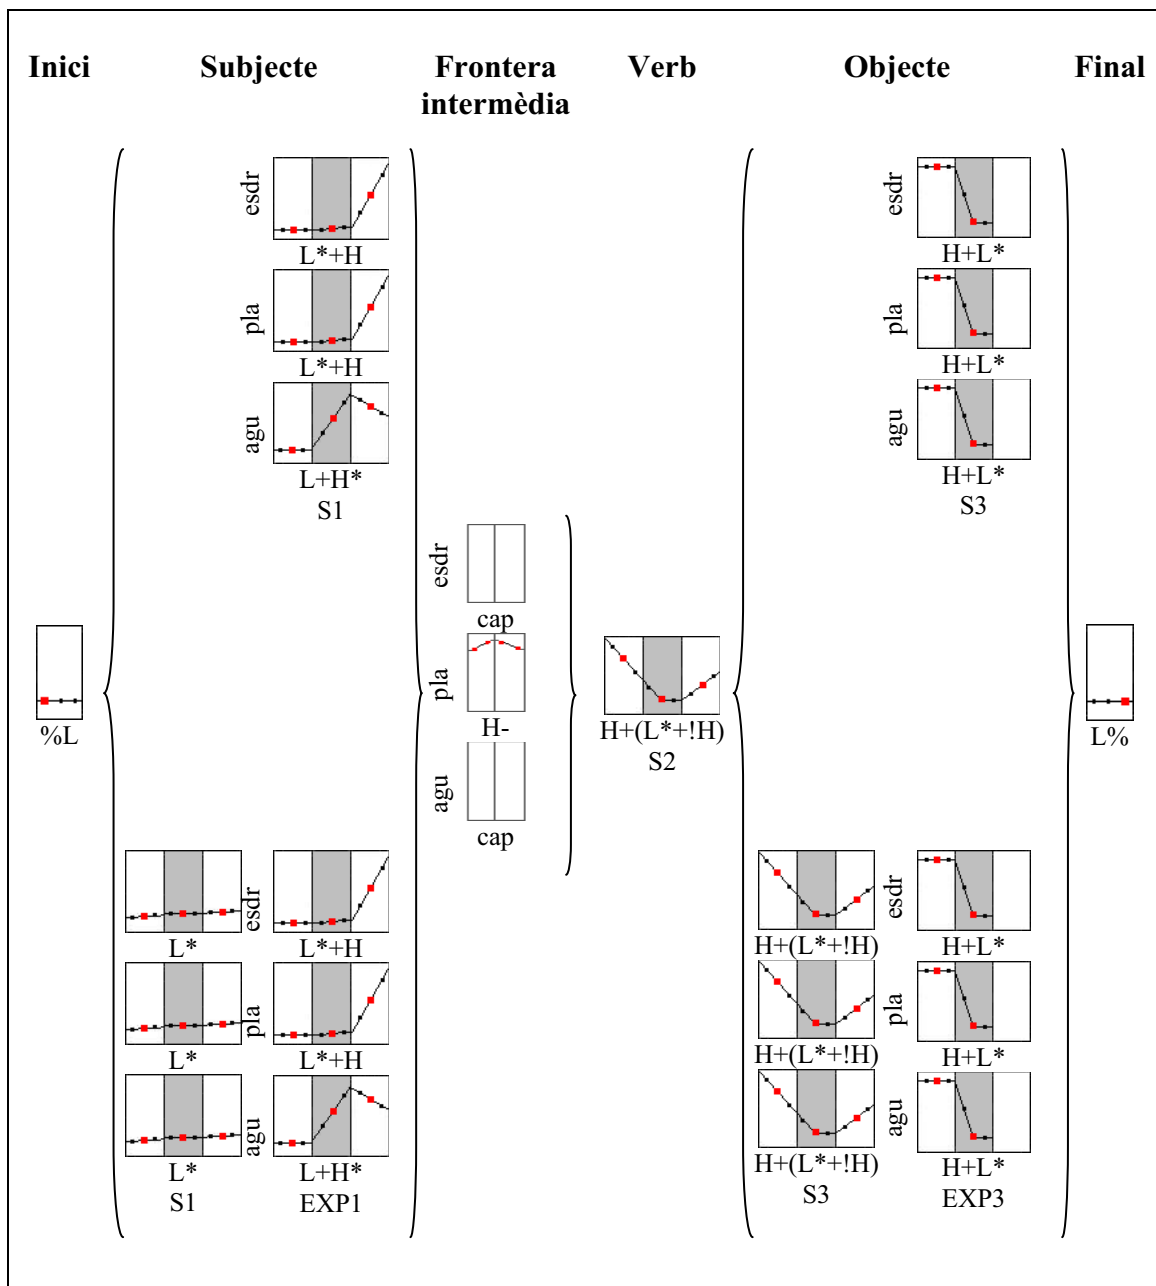 Inici Subjecte Frontera Verb Objecte Final
intermèdia
esdr
L*+H
H+L*
esdr
pla
L*+H
H+L*
pla
agu
L+H*
S1
H+L*
S3
agu
esdr
cap
pla
H-
agu
cap
%L
H+(L*+!H)
S2
L%
esdr
L* L*+H
H+(L*+!H) H+L*
esdr
pla
L* L*+H
H+(L*+!H) H+L*
pla
agu
L* L+H*
S1 EXP1
H+(L*+!H) H+L*
S3 EXP3
agu